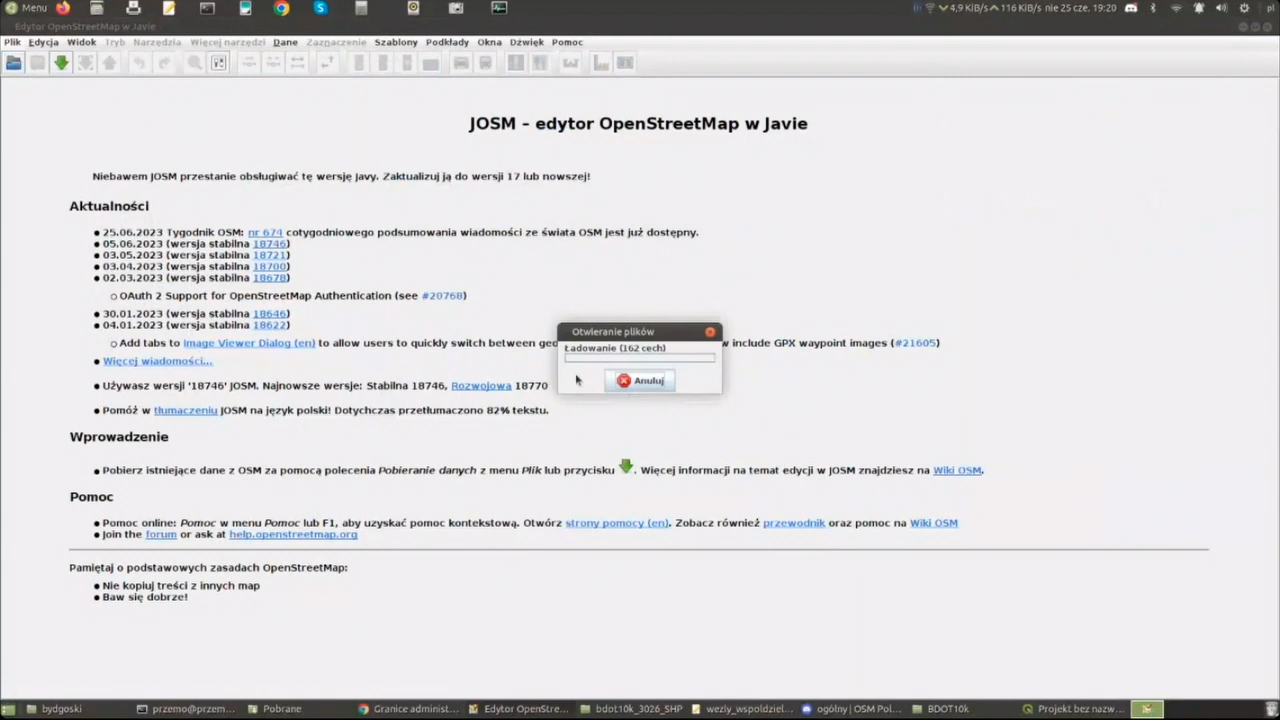 Menu 4,9 KiB/s 116 KiB/s nie 25 cze, 19:20 pl
Edytor OpenStreetMap w Javie
Plik Edycja Widok Tryb Narzędzia Więcej narzędzi Dane Zaznaczenie Szablony Podkłady Okna Dźwięk Pomoc
JOSM – edytor OpenStreetMap w Javie
Niebawem JOSM przestanie obsługiwać tę wersję Javy. Zaktualizuj ją do wersji 17 lub nowszej!
Aktualności
25.06.2023 Tygodnik OSM: nr 674 cotygodniowego podsumowania wiadomości ze świata OSM jest już dostępny.
05.06.2023 (wersja stabilna 18746)
03.05.2023 (wersja stabilna 18721)
03.04.2023 (wersja stabilna 18700)
02.03.2023 (wersja stabilna 18678)
OAuth 2 Support for OpenStreetMap Authentication (see #20768)
30.01.2023 (wersja stabilna 18646)
04.01.2023 (wersja stabilna 18622)
Otwieranie plików
Ładowanie (162 cech)
Anuluj
Add tabs to Image Viewer Dialog (en) to allow users to quickly switch between geo w include GPX waypoint images (#21605)
Więcej wiadomości...
Używasz wersji '18746' JOSM. Najnowsze wersje: Stabilna 18746, Rozwojowa 18770
Pomóż w tłumaczeniu JOSM na język polski! Dotychczas przetłumaczono 82% tekstu.
Wprowadzenie
Pobierz istniejące dane z OSM za pomocą polecenia Pobieranie danych z menu Plik lub przycisku . Więcej informacji na temat edycji w JOSM znajdziesz na Wiki OSM.
Pomoc
Pomoc online: Pomoc w menu Pomoc lub F1, aby uzyskać pomoc kontekstową. Otwórz strony pomocy (en). Zobacz również przewodnik oraz pomoc na Wiki OSM
Join the forum or ask at help.openstreetmap.org
Pamiętaj o podstawowych zasadach OpenStreetMap:
Nie kopiuj treści z innych map
Baw się dobrze!
bydgoski przemo@przem... Pobrane Granice administ... Edytor OpenStre... bdot10k_3026_SHP wezly_wspoldziel... ogólny | OSM Pol... BDOT10k Projekt bez nazw...